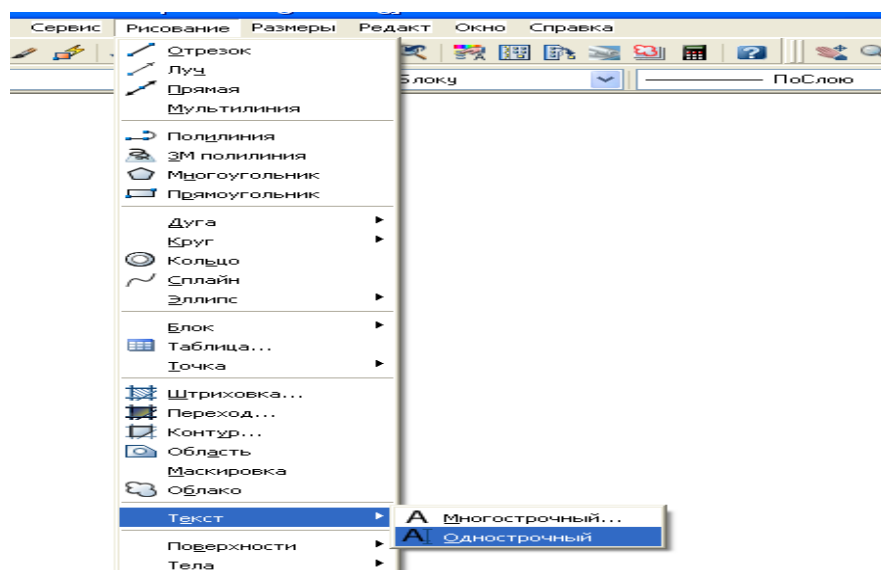 Сервис Рисование Размеры Редакт Окно Справка
Отрезок
Луч
Прямая
Мультилиния
Блоку
ПоСлою
Полилиния
3М полилиния
Многоугольник
Прямоугольник
Дуга
Круг
Кольцо
Сплайн
Эллипс
Блок
Таблица...
Точка
Штриховка...
Переход...
Контур...
Область
Маскировка
Облако
Текст
Многострочный...
Однострочный
Поверхности
Тела